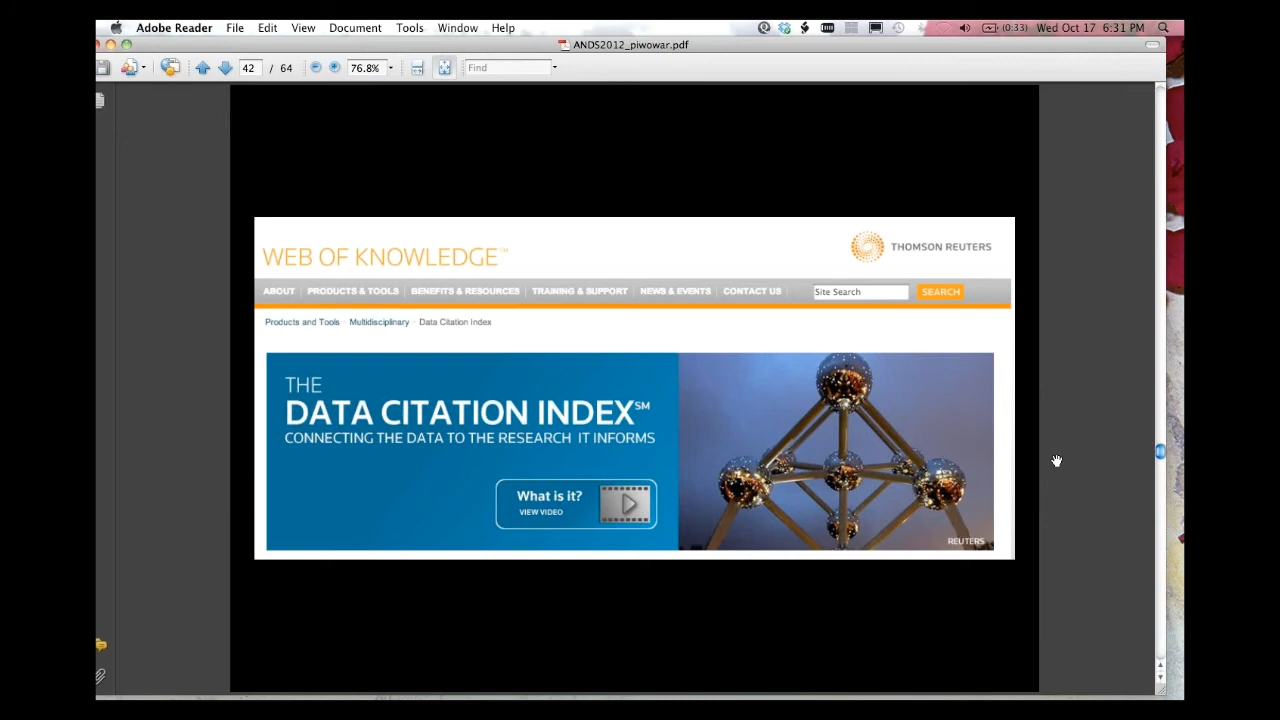 Adobe Reader File Edit View Document Tools Window Help (0:33) Wed Oct 17 6:31 PM
ANDS2012_piwowar.pdf
42 / 64 76.8% Find
WEB OF KNOWLEDGE™ THOMSON REUTERS
ABOUT PRODUCTS & TOOLS BENEFITS & RESOURCES TRAINING & SUPPORT NEWS & EVENTS CONTACT US Site Search SEARCH
Products and Tools Multidisciplinary Data Citation Index
THE
DATA CITATION INDEX℠
CONNECTING THE DATA TO THE RESEARCH IT INFORMS
What is it?
VIEW VIDEO
REUTERS